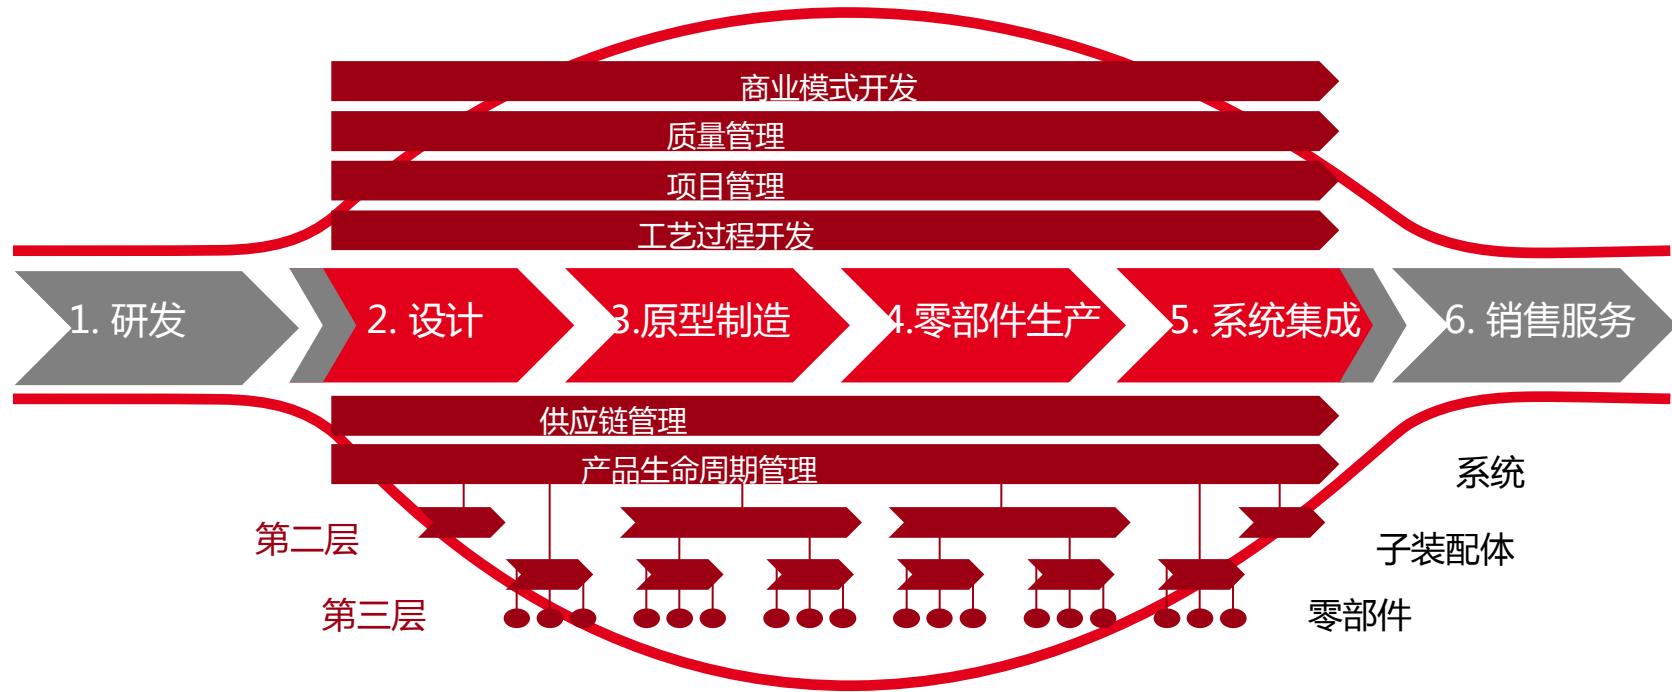 商业模式开发
质量管理
项目管理
工艺过程开发
1. 研发
2. 设计
3.原型制造
4.零部件生产
5. 系统集成
6. 销售服务
供应链管理
产品生命周期管理
系统
第二层
子装配体
第三层
零部件